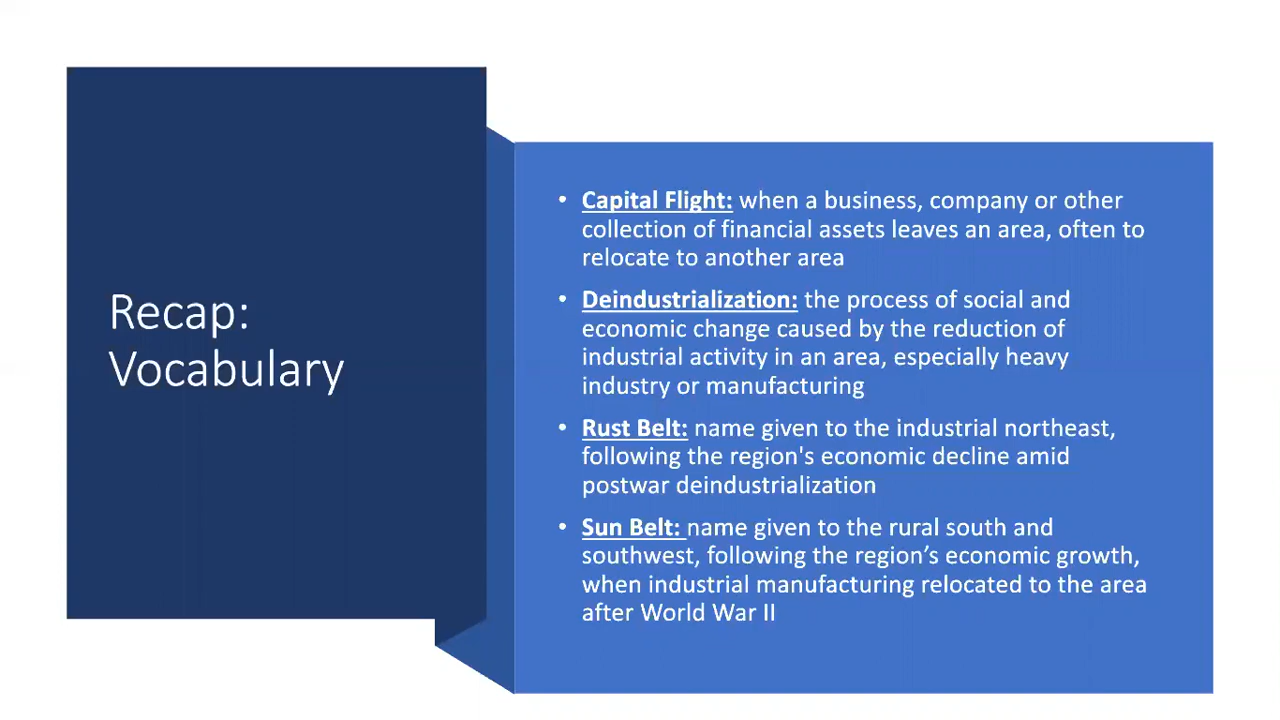 Recap:
Vocabulary
• Capital Flight: when a business, company or other
collection of financial assets leaves an area, often to
relocate to another area
• Deindustrialization: the process of social and
economic change caused by the reduction of
industrial activity in an area, especially heavy
industry or manufacturing
• Rust Belt: name given to the industrial northeast,
following the region's economic decline amid
postwar deindustrialization
• Sun Belt: name given to the rural south and
southwest, following the region’s economic growth,
when industrial manufacturing relocated to the area
after World War II